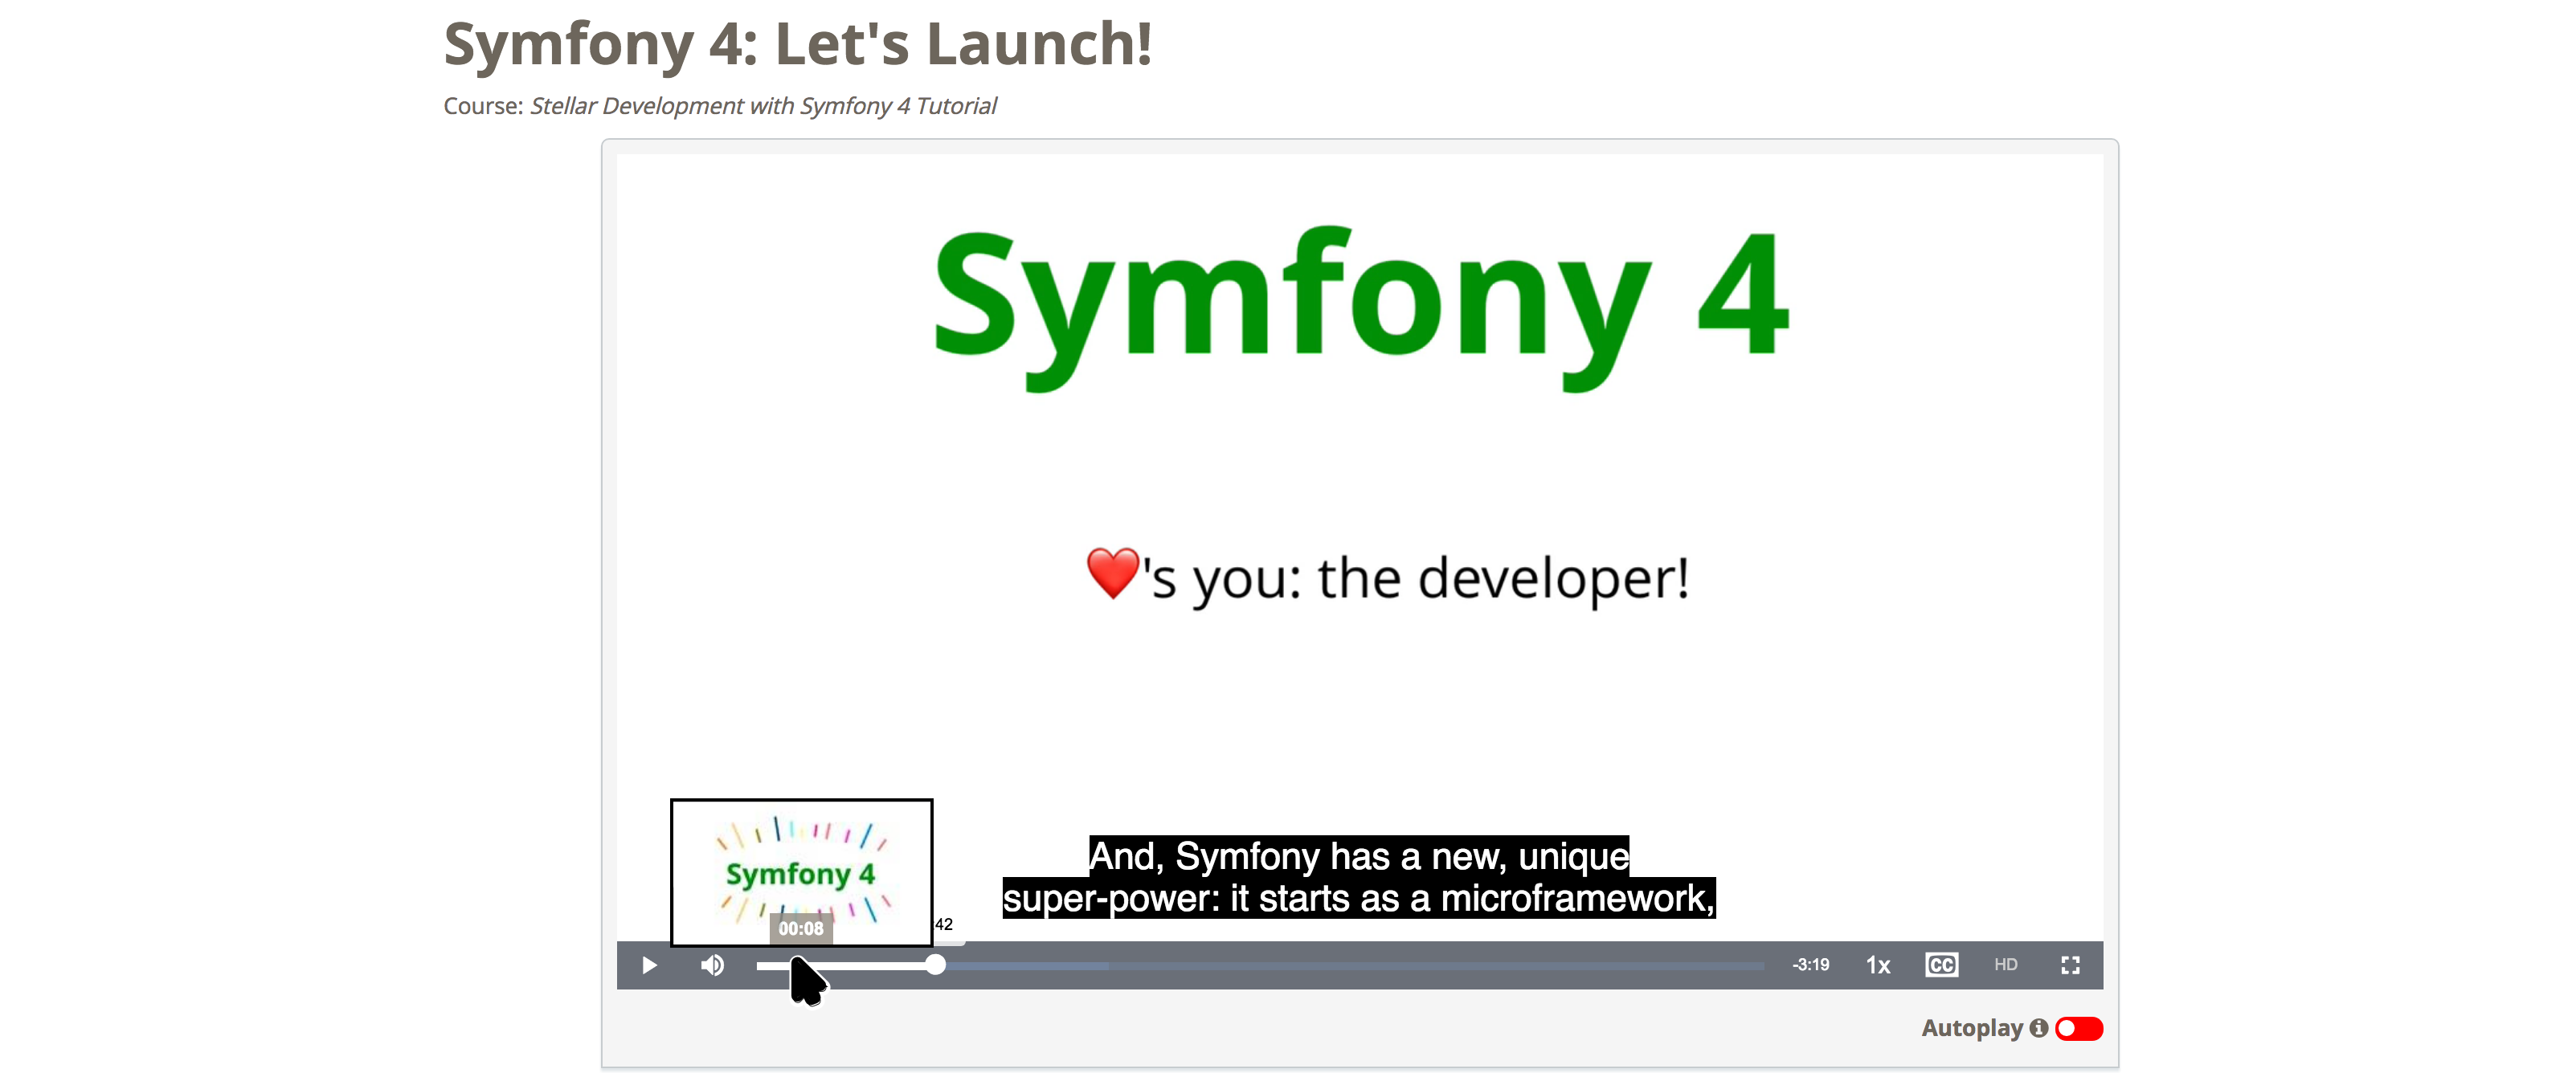 Symfony 4: Let's Launch!
Course: Stellar Development with Symfony 4 Tutorial
Symfony 4
❤️'s you: the developer!
Symfony 4
00:08
42
And, Symfony has a new, unique
super-power: it starts as a microframework,
-3:19 1x CC HD
Autoplay